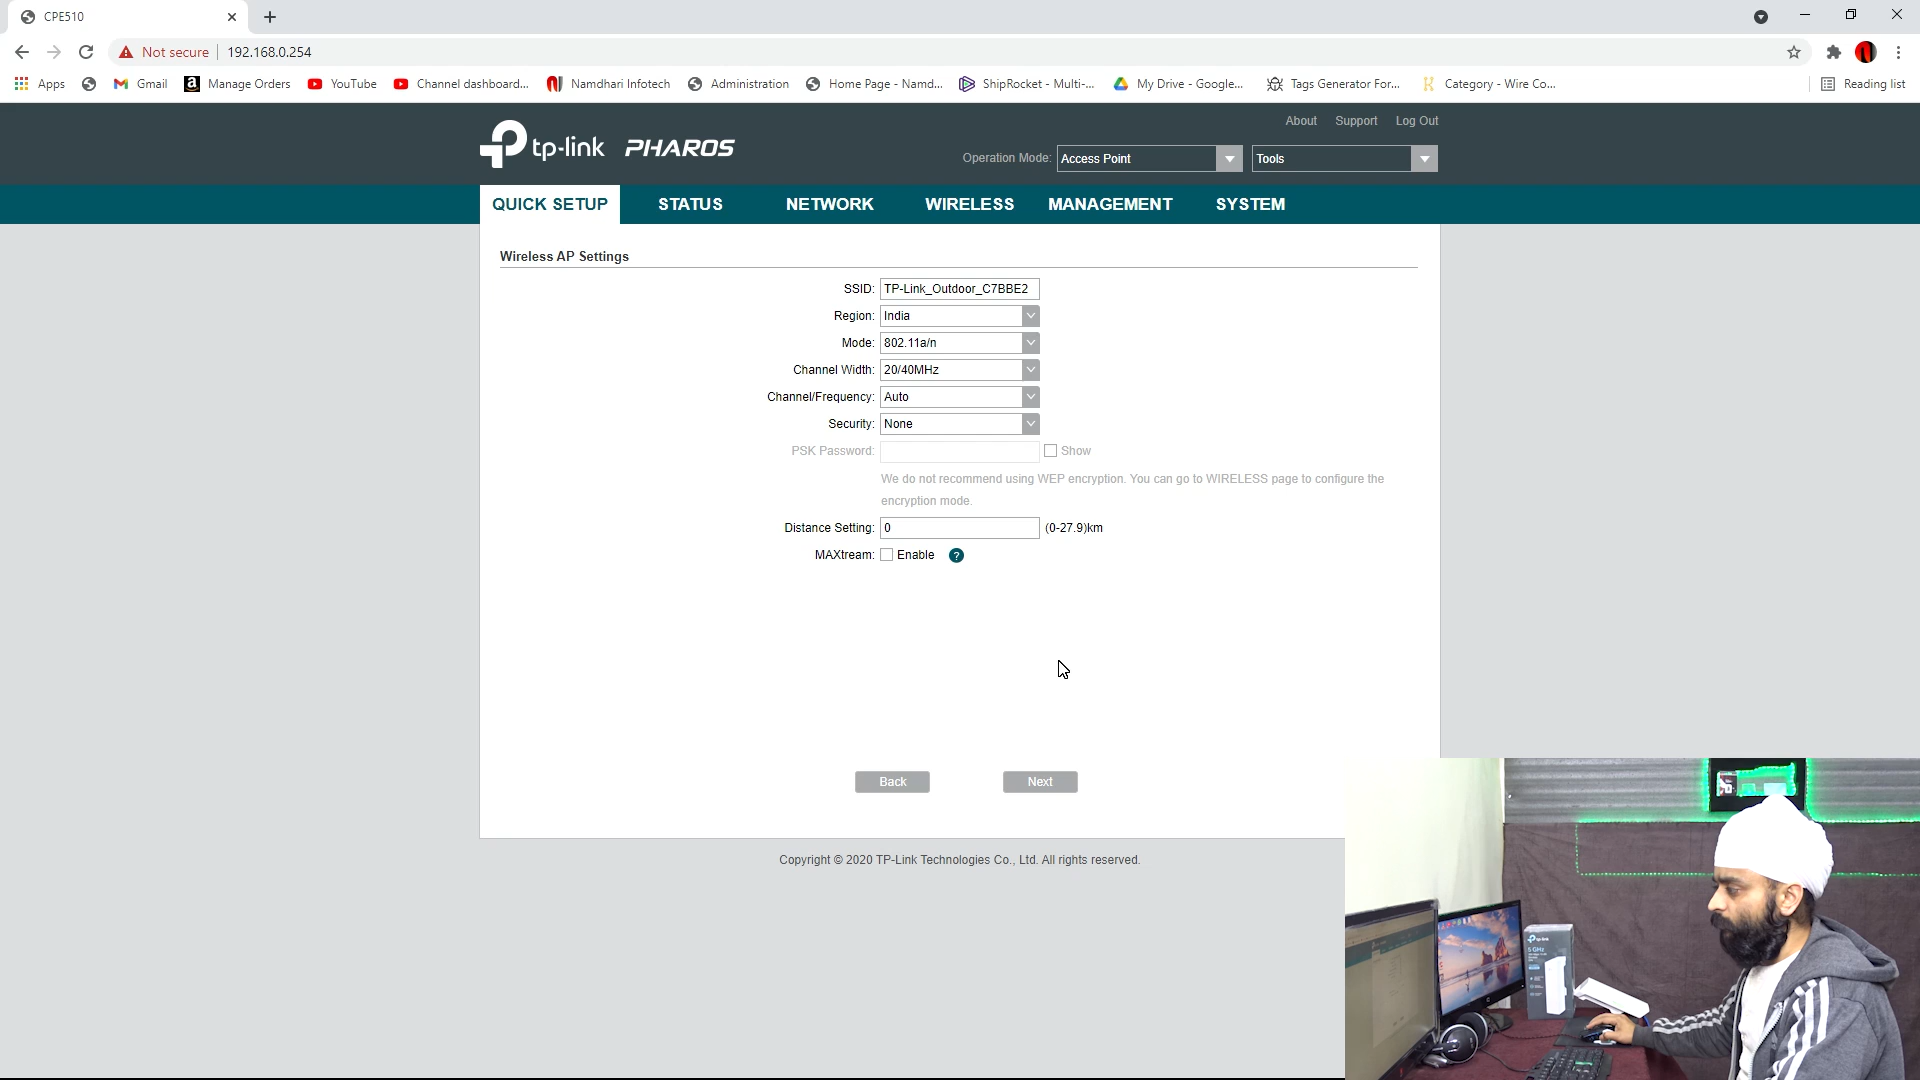 CPE510
Not secure 192.168.0.254
Apps Gmail Manage Orders YouTube Channel dashboard... Namdhari Infotech Administration Home Page - Namd... ShipRocket - Multi-... My Drive - Google... Tags Generator For... Category - Wire Co... Reading list
About Support Log Out
tp-link PHAROS
Operation Mode: Access Point Tools
QUICK SETUP STATUS NETWORK WIRELESS MANAGEMENT SYSTEM
Wireless AP Settings
SSID: TP-Link_Outdoor_C7BBE2
Region: India
Mode: 802.11a/n
Channel Width: 20/40MHz
Channel/Frequency: Auto
Security: None
PSK Password: Show
We do not recommend using WEP encryption. You can go to WIRELESS page to configure the
encryption mode.
Distance Setting: 0 (0-27.9)km
MAXtream: Enable ?
Back Next
Copyright © 2020 TP-Link Technologies Co., Ltd. All rights reserved.
tp-link
5 GHz